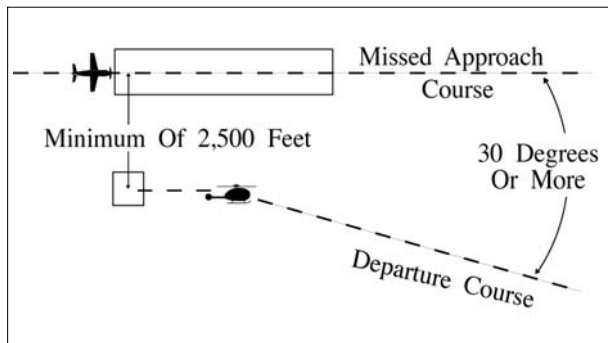 Missed Approach
Course
Minimum Of 2,500 Feet
30 Degrees
Or More
Departure Course